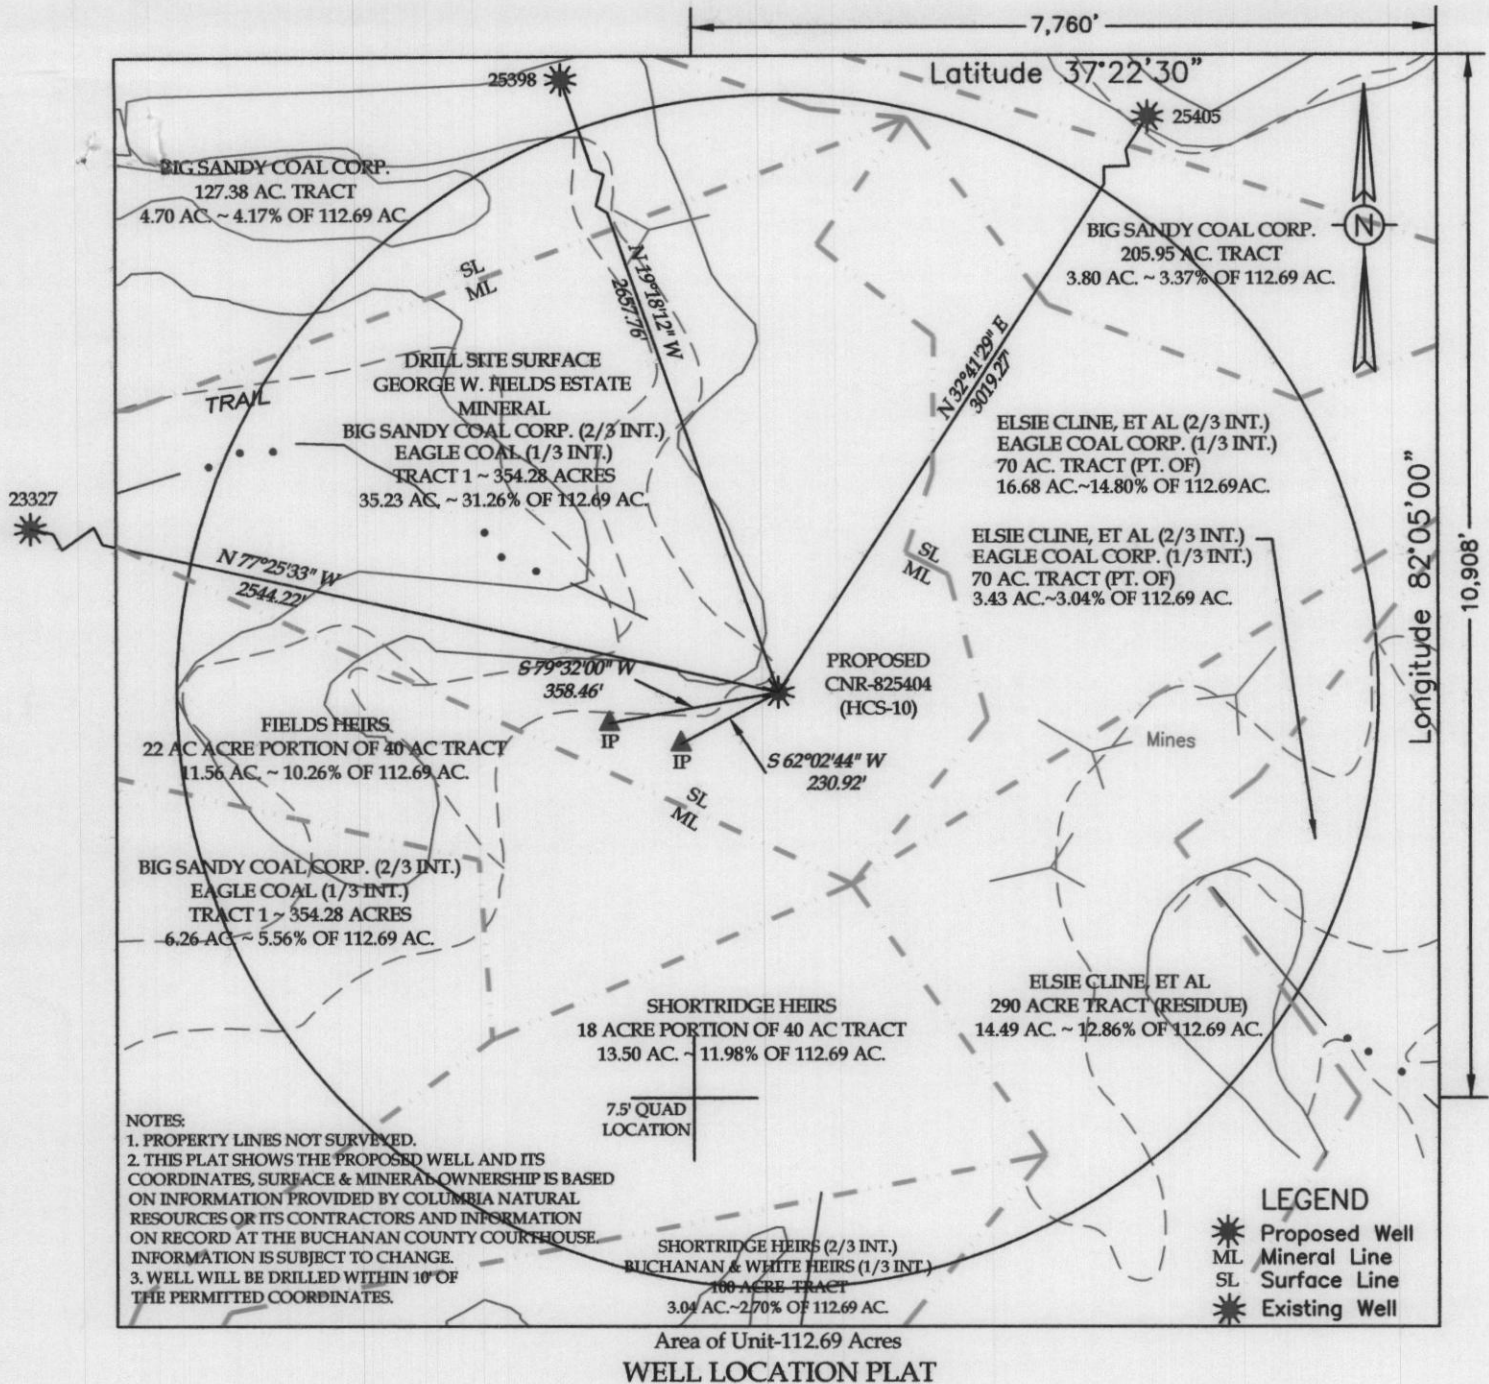 7,760'
Latitude 37°22'30"
25398
25405
BIG SANDY COAL CORP.
127.38 AC. TRACT
4.70 AC. ~ 4.17% OF 112.69 AC.
BIG SANDY COAL CORP.
205.95 AC. TRACT
3.80 AC. ~ 3.37% OF 112.69 AC.
N
SL
ML
N 19°18'12" W
2657.76'
N 32°41'29" E
3019.27'
DRILL SITE SURFACE
GEORGE W. FIELDS ESTATE
MINERAL
BIG SANDY COAL CORP. (2/3 INT.)
EAGLE COAL (1/3 INT.)
TRACT 1 ~ 354.28 ACRES
35.23 AC. ~ 31.26% OF 112.69 AC.
TRAIL
ELSIE CLINE, ET AL (2/3 INT.)
EAGLE COAL CORP. (1/3 INT.)
70 AC. TRACT (PT. OF)
16.68 AC.~14.80% OF 112.69AC.
23327
ELSIE CLINE, ET AL (2/3 INT.)
EAGLE COAL CORP. (1/3 INT.)
70 AC. TRACT (PT. OF)
3.43 AC.~3.04% OF 112.69 AC.
SL
ML
Longitude 82°05'00"
10,908'
N 77°25'33" W
2544.22'
S 79°32'00" W
358.46'
PROPOSED
CNR-825404
(HCS-10)
IP
IP
S 62°02'44" W
230.92'
Mines
FIELDS HEIRS
22 AC ACRE PORTION OF 40 AC TRACT
11.56 AC. ~ 10.26% OF 112.69 AC.
SL
ML
BIG SANDY COAL CORP. (2/3 INT.)
EAGLE COAL (1/3 INT.)
TRACT 1 ~ 354.28 ACRES
6.26 AC. ~ 5.56% OF 112.69 AC.
SHORTRIDGE HEIRS
18 ACRE PORTION OF 40 AC TRACT
13.50 AC. ~ 11.98% OF 112.69 AC.
ELSIE CLINE, ET AL
290 ACRE TRACT (RESIDUE)
14.49 AC. ~ 12.86% OF 112.69 AC.
7.5' QUAD
LOCATION
NOTES:
1. PROPERTY LINES NOT SURVEYED.
2. THIS PLAT SHOWS THE PROPOSED WELL AND ITS
COORDINATES, SURFACE & MINERAL OWNERSHIP IS BASED
ON INFORMATION PROVIDED BY COLUMBIA NATURAL
RESOURCES OR ITS CONTRACTORS AND INFORMATION
ON RECORD AT THE BUCHANAN COUNTY COURTHOUSE.
INFORMATION IS SUBJECT TO CHANGE.
3. WELL WILL BE DRILLED WITHIN 10' OF
THE PERMITTED COORDINATES.
SHORTRIDGE HEIRS (2/3 INT.)
BUCHANAN & WHITE HEIRS (1/3 INT.)
100 ACRE TRACT
3.04 AC.~2.70% OF 112.69 AC.
LEGEND
Proposed Well
ML Mineral Line
SL Surface Line
Existing Well
Area of Unit-112.69 Acres
WELL LOCATION PLAT